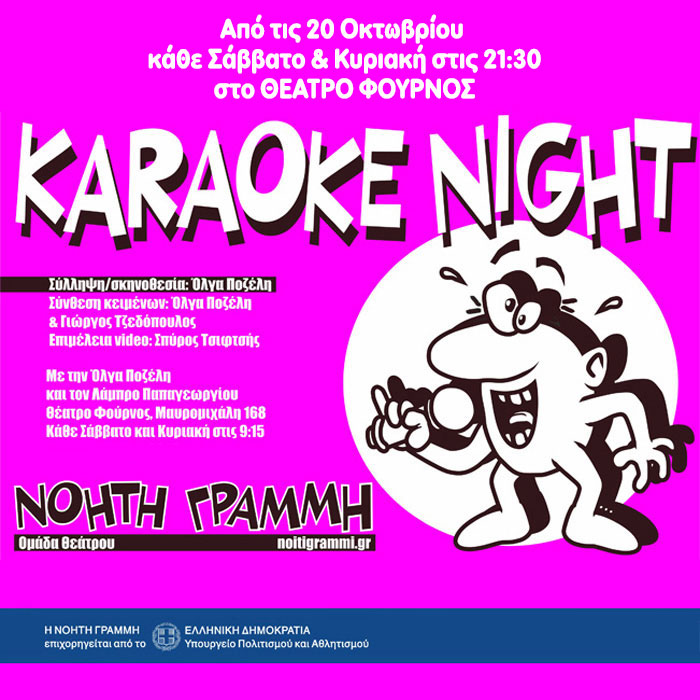 Από τις 20 Οκτωβρίου
κάθε Σάββατο & Κυριακή στις 21:30
στο ΘΕΑΤΡΟ ΦΟΥΡΝΟΣ
KARAOKE NIGHT
Σύλληψη/σκηνοθεσία: Όλγα Ποζέλη
Σύνθεση κειμένων: Όλγα Ποζέλη
& Γιώργος Τζεδόπουλος
Επιμέλεια video: Σπύρος Τσιφτσής
Με την Όλγα Ποζέλη
και τον Λάμπρο Παπαγεωργίου
Θέατρο Φούρνος, Μαυρομιχάλη 168
Κάθε Σάββατο και Κυριακή στις 9:15
ΝΟΗΤΗ ΓΡΑΜΜΗ
Ομάδα θεάτρου noitigrammi.gr
Η ΝΟΗΤΗ ΓΡΑΜΜΗ
επιχορηγείται από το
ΕΛΛΗΝΙΚΗ ΔΗΜΟΚΡΑΤΙΑ
Υπουργείο Πολιτισμού και Αθλητισμού